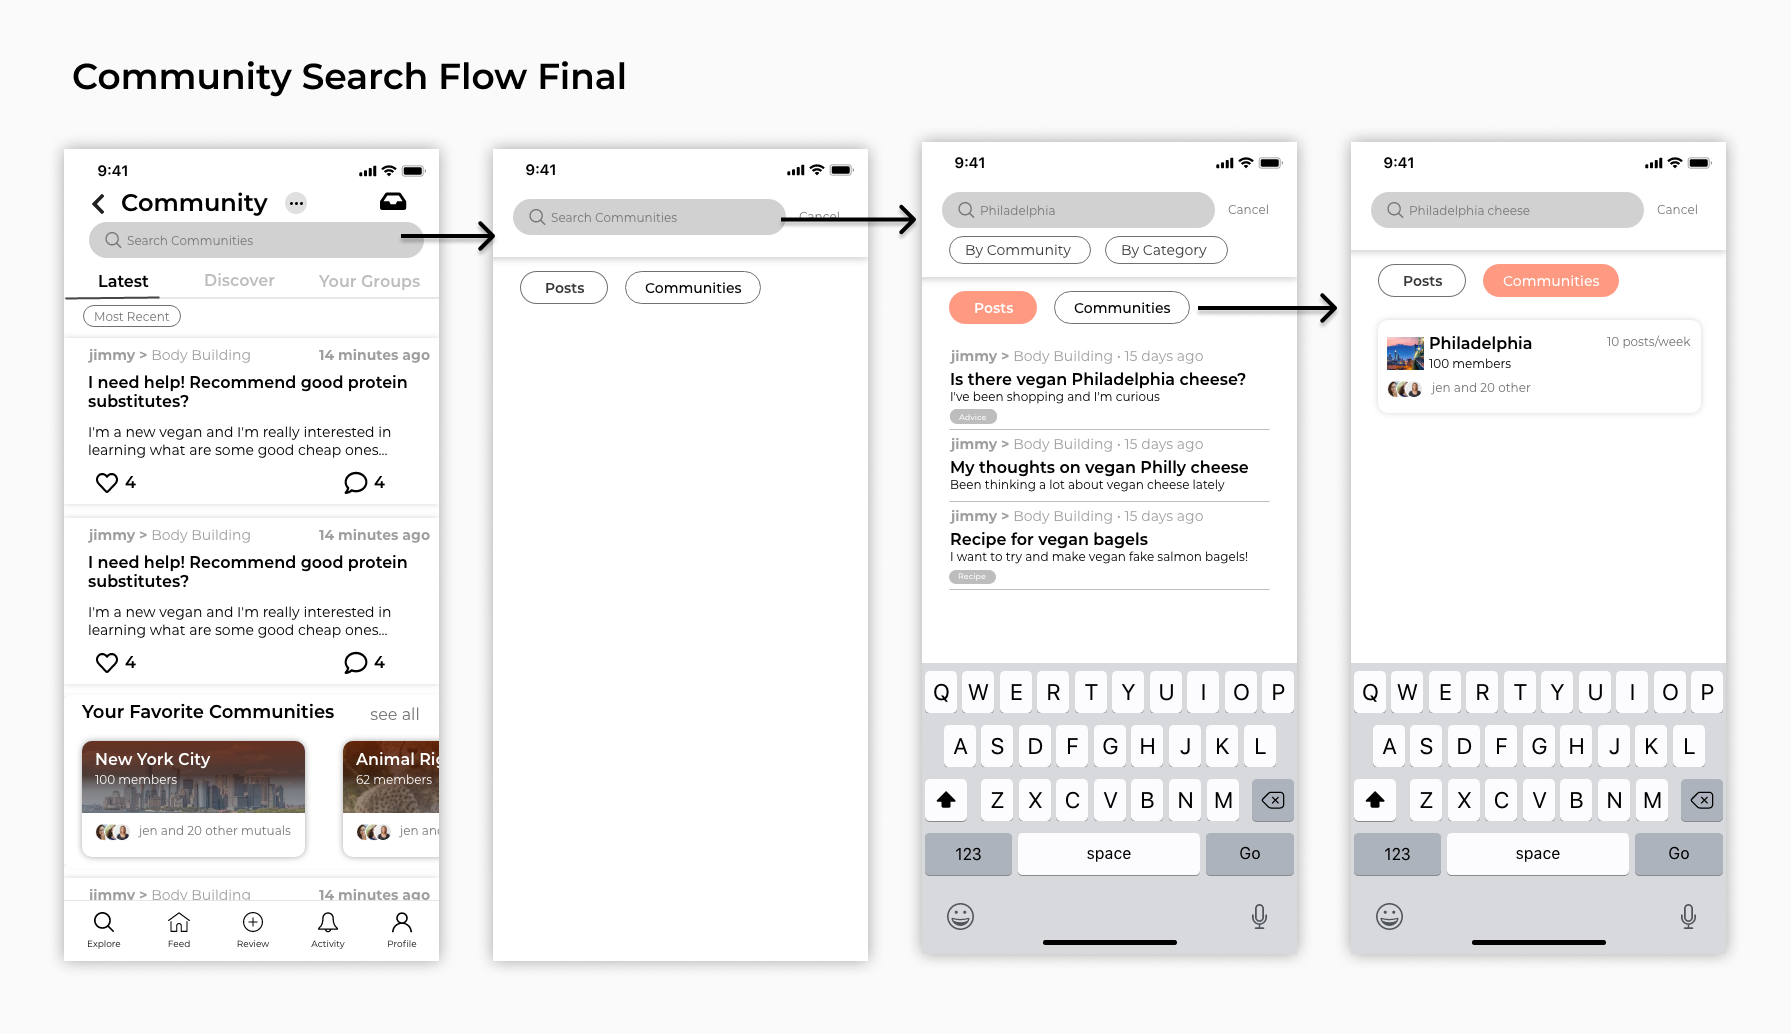 Community Search Flow Final
9:41
Community
Search Communities
Latest
Discover
Your Groups
Most Recent
jimmy > Body Building
14 minutes ago
I need help! Recommend good protein
substitutes?
I'm a new vegan and I'm really interested in
learning what are some good cheap ones...
4
4
jimmy > Body Building
14 minutes ago
I need help! Recommend good protein
substitutes?
I'm a new vegan and I'm really interested in
learning what are some good cheap ones...
4
4
Your Favorite Communities
see all
New York City
100 members
jen and 20 other mutuals
Animal Rig
62 members
jen and
jimmy > Body Building
14 minutes ago
Explore
Feed
Review
Activity
Profile
9:41
Search Communities
Cancel
Posts
Communities
9:41
Philadelphia
Cancel
By Community
By Category
Posts
Communities
jimmy > Body Building • 15 days ago
Is there vegan Philadelphia cheese?
I've been shopping and I'm curious
Advice
jimmy > Body Building • 15 days ago
My thoughts on vegan Philly cheese
Been thinking a lot about vegan cheese lately
jimmy > Body Building • 15 days ago
Recipe for vegan bagels
I want to try and make vegan fake salmon bagels!
Recipe
Q W E R T Y U I O P
A S D F G H J K L
Z X C V B N M
123
space
Go
9:41
Philadelphia cheese
Cancel
Posts
Communities
Philadelphia
10 posts/week
100 members
jen and 20 other
Q W E R T Y U I O P
A S D F G H J K L
Z X C V B N M
123
space
Go